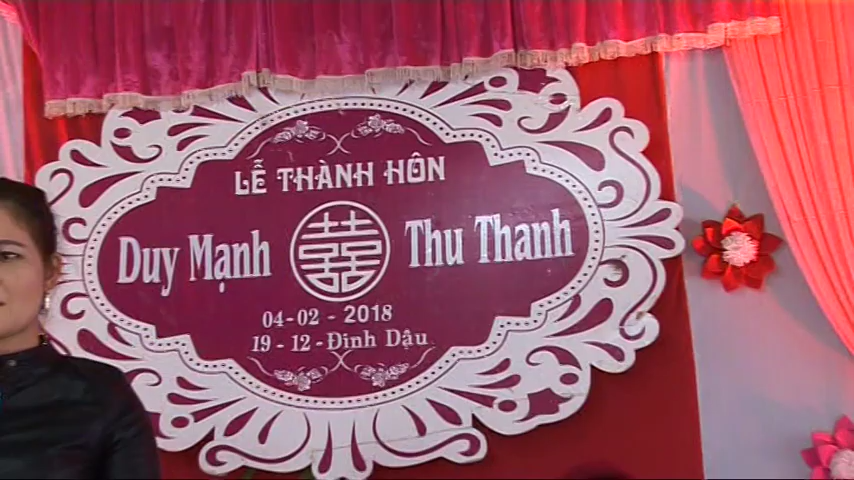 LỄ THÀNH HÔN
Duy Mạnh 囍 Thu Thanh
04-02-2018
19-12-Đinh Dậu